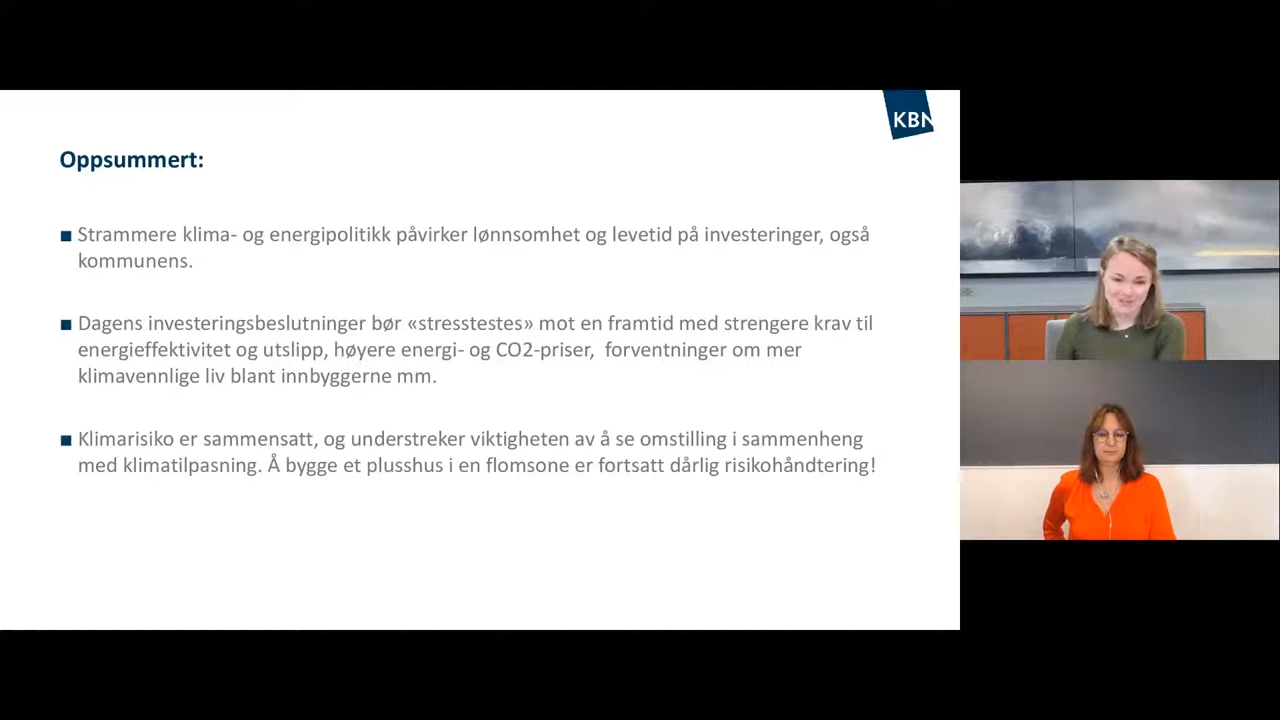 KBN
Oppsummert:
■ Strammere klima- og energipolitikk påvirker lønnsomhet og levetid på investeringer, også
kommunens.
■ Dagens investeringsbeslutninger bør «stresstestes» mot en framtid med strengere krav til
energieffektivitet og utslipp, høyere energi- og CO2-priser,  forventninger om mer
klimavennlige liv blant innbyggerne mm.
■ Klimarisiko er sammensatt, og understreker viktigheten av å se omstilling i sammenheng
med klimatilpasning. Å bygge et plusshus i en flomsone er fortsatt dårlig risikohåndtering!